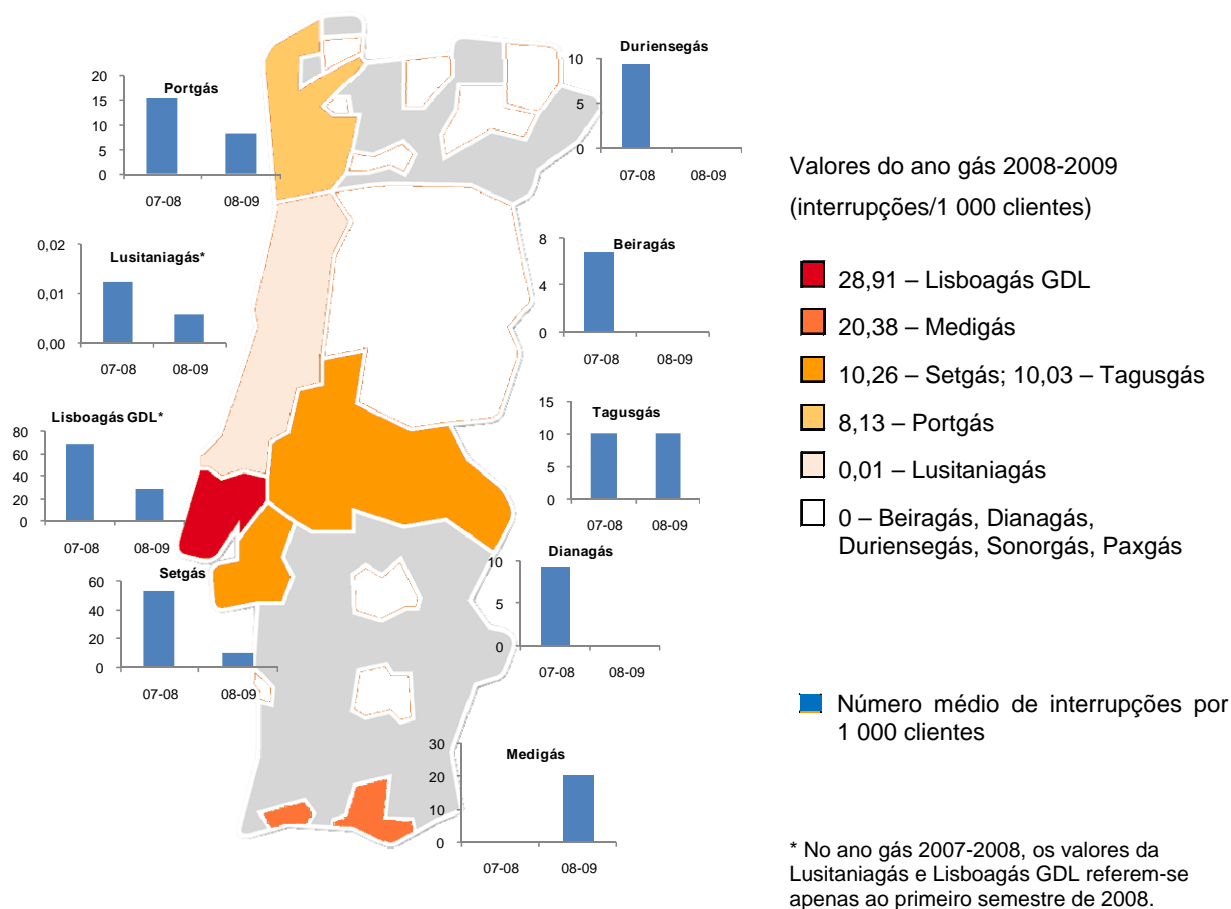 Portgás
20
15
10
5
0
07-08 08-09
Duriensegás
10
5
0
07-08 08-09
Lusitaniagás*
0,02
0,01
0,00
07-08 08-09
Beiragás
8
4
0
07-08 08-09
Lisboagás GDL*
80
60
40
20
0
07-08 08-09
Tagusgás
15
10
5
0
07-08 08-09
Setgás
60
40
20
0
07-08 08-09
Dianagás
10
5
0
07-08 08-09
Medigás
30
20
10
0
07-08 08-09
Valores do ano gás 2008-2009
(interrupções/1 000 clientes)
28,91 – Lisboagás GDL
20,38 – Medigás
10,26 – Setgás; 10,03 – Tagusgás
8,13 – Portgás
0,01 – Lusitaniagás
0 – Beiragás, Dianagás,
Duriensegás, Sonorgás, Paxgás
Número médio de interrupções por
1 000 clientes
* No ano gás 2007-2008, os valores da
Lusitaniagás e Lisboagás GDL referem-se
apenas ao primeiro semestre de 2008.